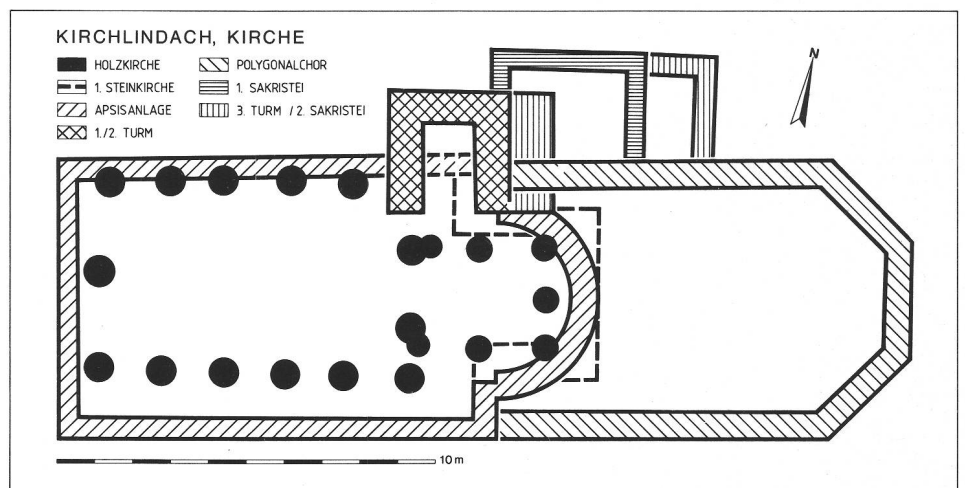 KIRCHLINDACH, KIRCHE
HOLZKIRCHE
1. STEINKIRCHE
APSISANLAGE
1./2. TURM
POLYGONALCHOR
1. SAKRISTEI
3. TURM / 2. SAKRISTEI
N
10 m